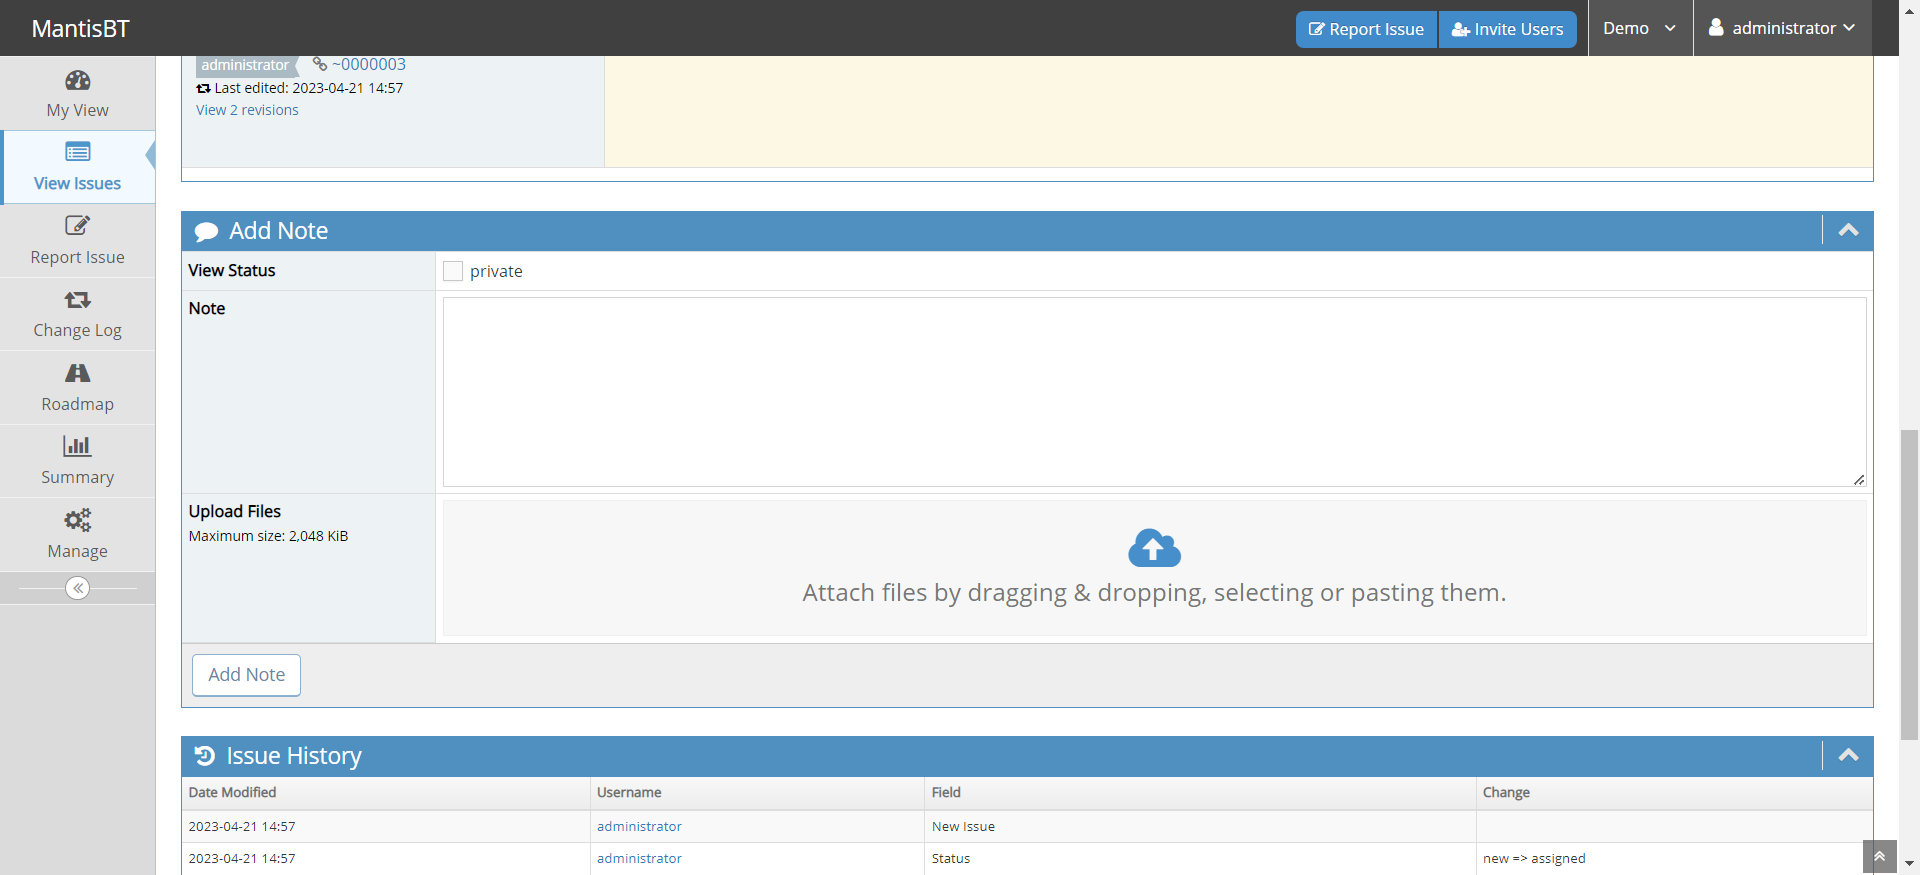 MantisBT
Report Issue
Invite Users
Demo
administrator
My View
View Issues
Report Issue
Change Log
Roadmap
Summary
Manage
administrator ~0000003
Last edited: 2023-04-21 14:57
View 2 revisions
Add Note
View Status private
Note
Upload Files
Maximum size: 2,048 KiB
Attach files by dragging & dropping, selecting or pasting them.
Add Note
Issue History
Date Modified Username Field Change
2023-04-21 14:57 administrator New Issue
2023-04-21 14:57 administrator Status new => assigned